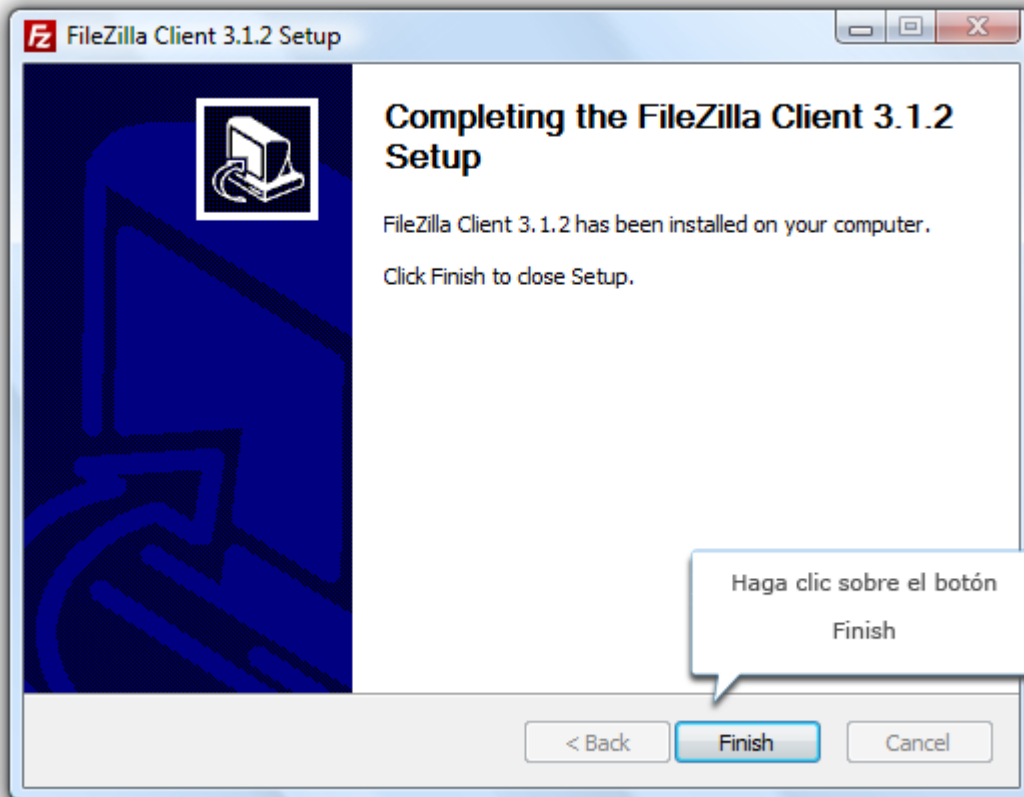 FileZilla Client 3.1.2 Setup
Completing the FileZilla Client 3.1.2
Setup
FileZilla Client 3.1.2 has been installed on your computer.
Click Finish to close Setup.
Haga clic sobre el botón
Finish
< Back Finish Cancel